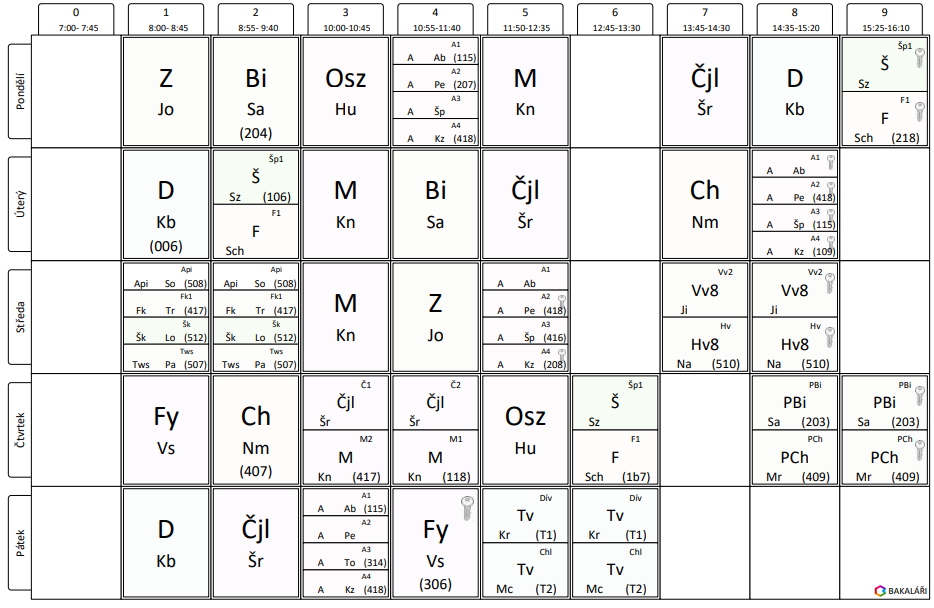 0 1 2 3 4 5 6 7 8 9
7:00- 7:45 8:00- 8:45 8:55- 9:40 10:00-10:45 10:55-11:40 11:50-12:35 12:45-13:30 13:45-14:30 14:35-15:20 15:25-16:10
Pondělí
Z
Jo
Bi
Sa
(204)
Osz
Hu
A1
A Ab (115)
A2
A Pe (207)
A3
A Šp
A4
A Kz (418)
M
Kn
Čjl
Šr
D
Kb
Šp1
Š
Sz
F1
F
Sch (218)
Úterý
D
Kb
(006)
Šp1
Š
Sz (106)
F1
F
Sch
M
Kn
Bi
Sa
Čjl
Šr
Ch
Nm
A1
A Ab
A2
A Pe (418)
A3
A Šp (115)
A4
A Kz (109)
Středa
Api
Api So (508)
Fk1
Fk Tr (417)
Šk
Šk Lo (512)
Tws
Tws Pa (507)
Api
Api So (508)
Fk1
Fk Tr (417)
Šk
Šk Lo (512)
Tws
Tws Pa (507)
M
Kn
Z
Jo
A1
A Ab
A2
A Pe (418)
A3
A Šp (416)
A4
A Kz (208)
Vv2
Vv8
Ji
Hv
Hv8
Na (510)
Vv2
Vv8
Ji
Hv
Hv8
Na (510)
Čtvrtek
Fy
Vs
Ch
Nm
(407)
Č1
Čjl
Šr
M2
M
Kn (417)
Č2
Čjl
Šr
M1
M
Kn (118)
Osz
Hu
Šp1
Š
Sz
F1
F
Sch (1b7)
PBi
PBi
Sa (203)
PCh
PCh
Mr (409)
PBi
PBi
Sa (203)
PCh
PCh
Mr (409)
Pátek
D
Kb
Čjl
Šr
A1
A Ab (115)
A2
A Pe
A3
A To (314)
A4
A Kz (418)
Fy
Vs
(306)
Dív
Tv
Kr (T1)
Chl
Tv
Mc (T2)
Dív
Tv
Kr (T1)
Chl
Tv
Mc (T2)
BAKALÁŘI